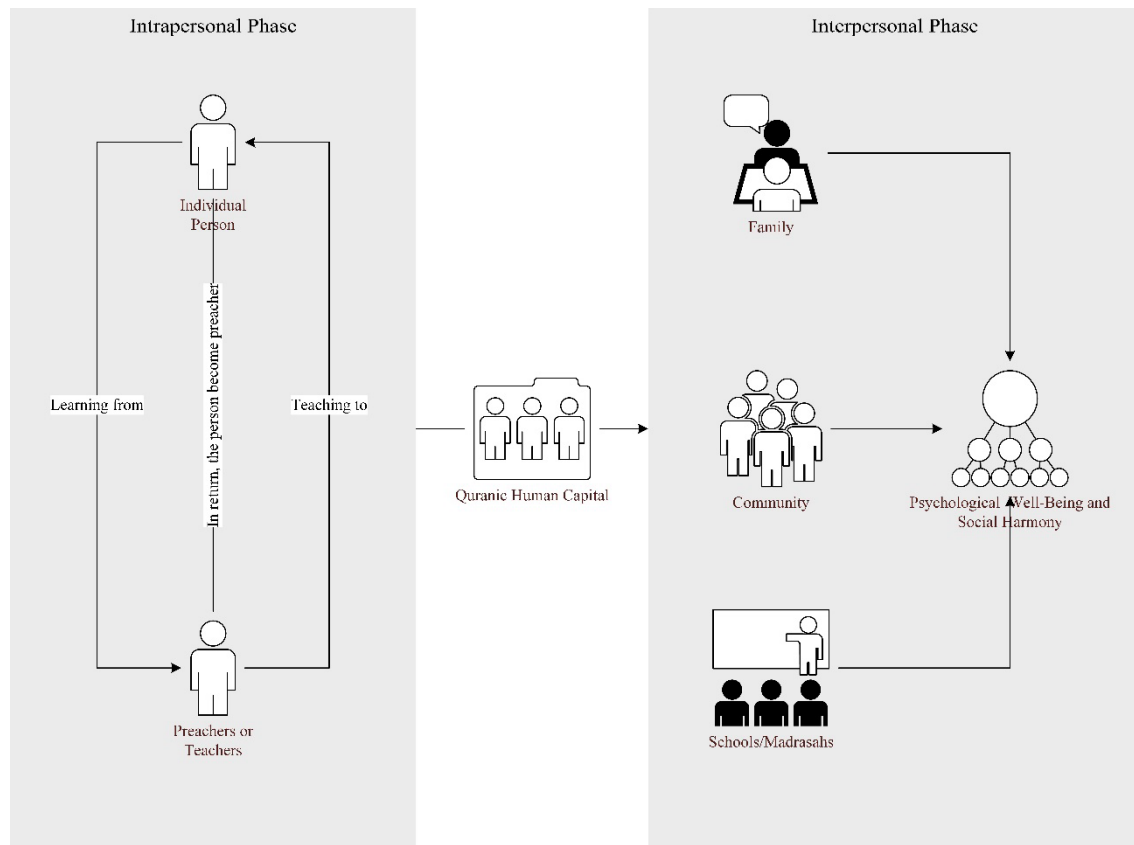 Intrapersonal Phase
Individual
Person
Learning from
In return, the person become preacher
Teaching to
Preachers or
Teachers
Quranic Human Capital
Interpersonal Phase
Family
Community
Psychological Well-Being and
Social Harmony
Schools/Madrasahs